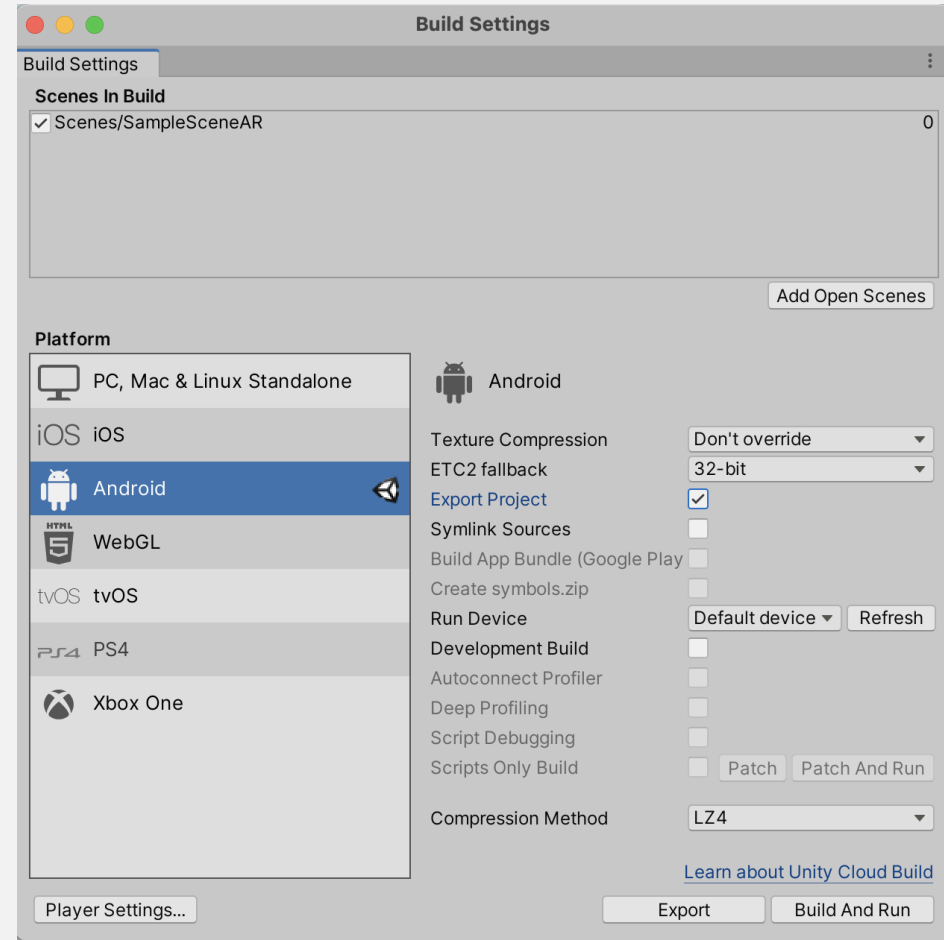 Build Settings
Build Settings
Scenes In Build
Scenes/SampleSceneAR 0
Add Open Scenes
Platform
PC, Mac & Linux Standalone
iOS iOS
Android
HTML 5 WebGL
tvOS tvOS
PS4 PS4
Xbox One
Android
Texture Compression Don't override
ETC2 fallback 32-bit
Export Project
Symlink Sources
Build App Bundle (Google Play
Create symbols.zip
Run Device Default device Refresh
Development Build
Autoconnect Profiler
Deep Profiling
Script Debugging
Scripts Only Build Patch Patch And Run
Compression Method LZ4
Learn about Unity Cloud Build
Player Settings... Export Build And Run